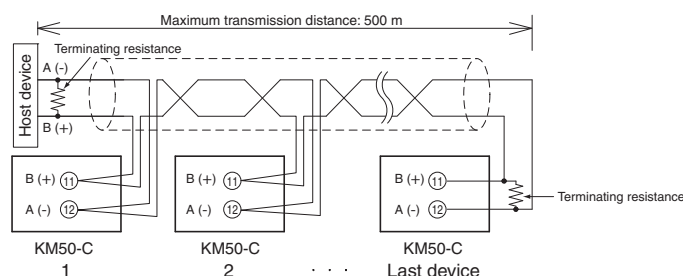 Maximum transmission distance: 500 m
Terminating resistance
Host device
A (-)
B (+)
B (+) 11
A (-) 12
B (+) 11
A (-) 12
B (+) 11
A (-) 12
Terminating resistance
KM50-C
1
KM50-C
2
· · ·
KM50-C
Last device